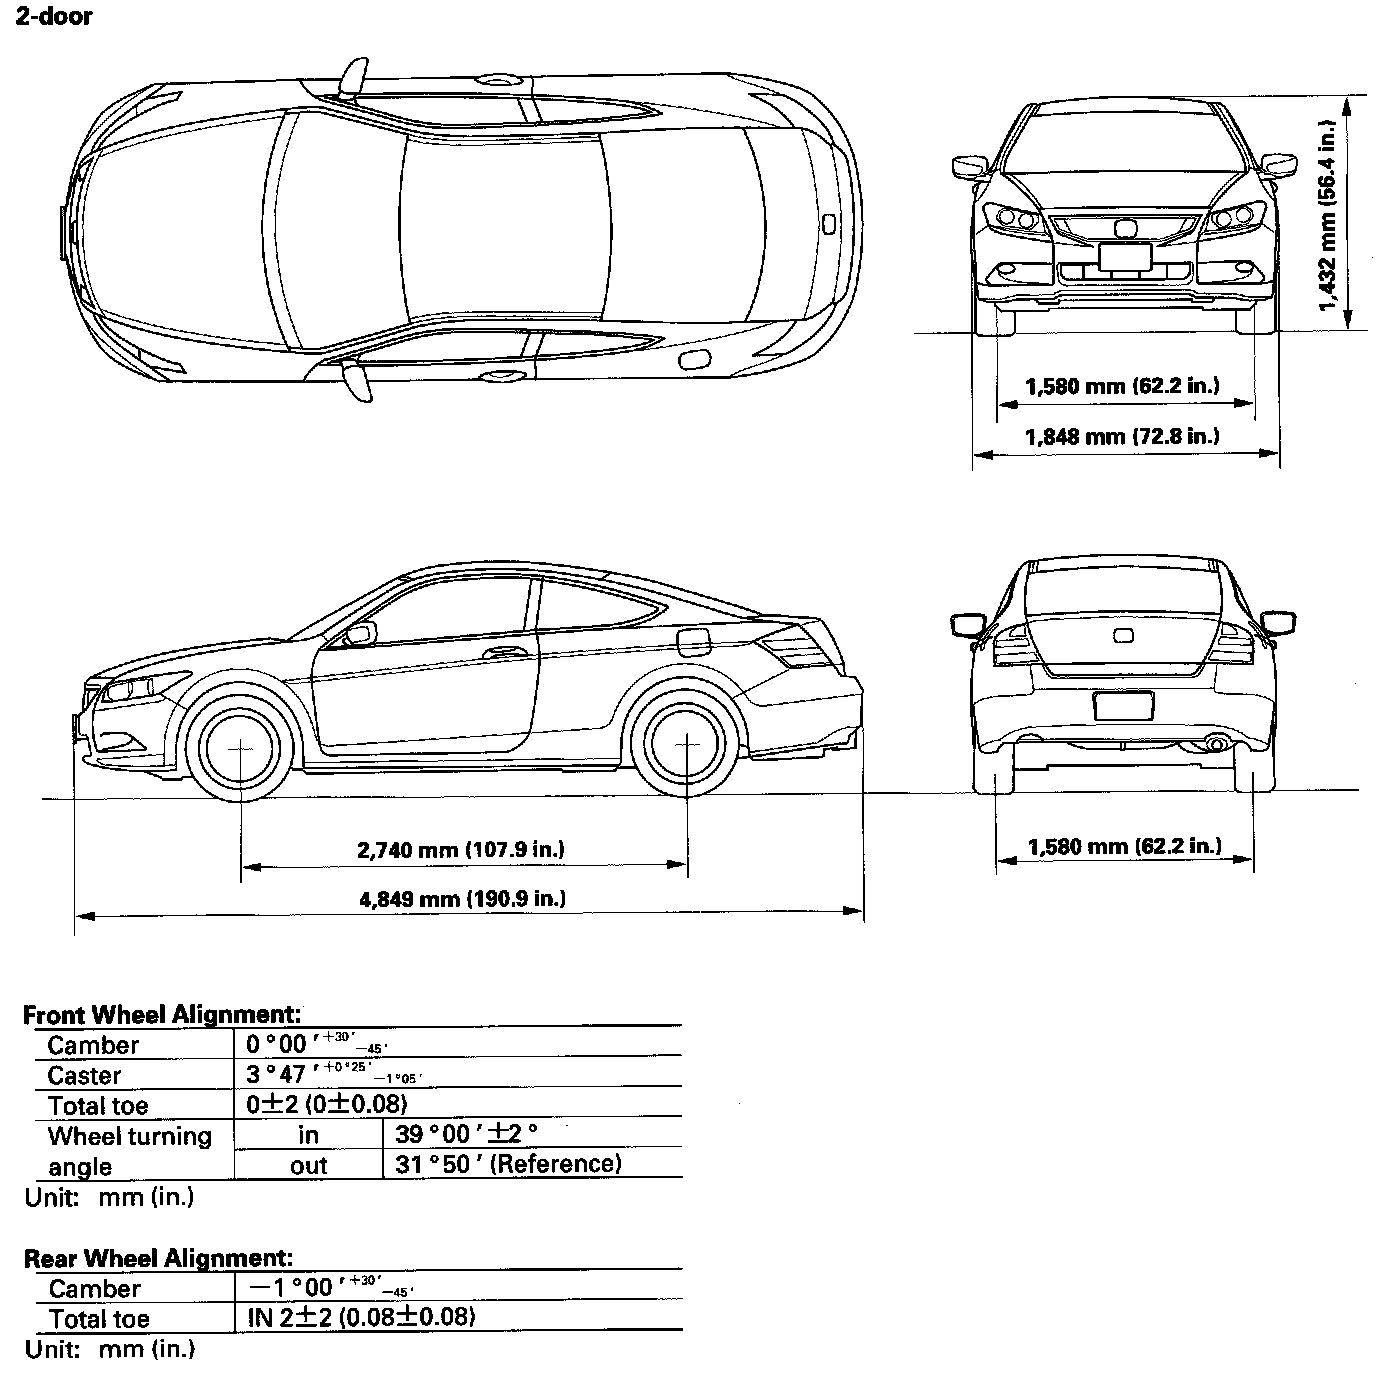 2-door
1,432 mm (56.4 in.)
1,580 mm (62.2 in.)
1,848 mm (72.8 in.)
2,740 mm (107.9 in.)
4,849 mm (190.9 in.)
1,580 mm (62.2 in.)
Front Wheel Alignment:
Camber 0°00′ +30′ −45′
Caster 3°47′ +0°25′ −1°05′
Total toe 0±2 (0±0.08)
Wheel turning angle in 39°00′±2°
out 31°50′ (Reference)
Unit: mm (in.)
Rear Wheel Alignment:
Camber −1°00′ +30′ −45′
Total toe IN 2±2 (0.08±0.08)
Unit: mm (in.)